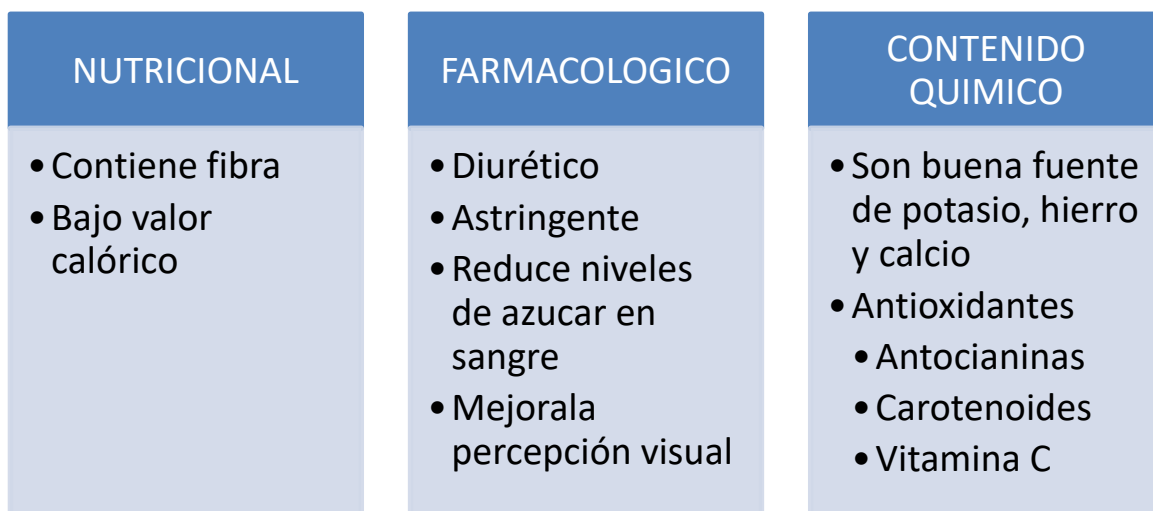 NUTRICIONAL
• Contiene fibra
• Bajo valor
calórico
FARMACOLOGICO
• Diurético
• Astringente
• Reduce niveles
de azucar en
sangre
• Mejorala
percepción visual
CONTENIDO
QUIMICO
• Son buena fuente
de potasio, hierro
y calcio
• Antioxidantes
• Antocianinas
• Carotenoides
• Vitamina C